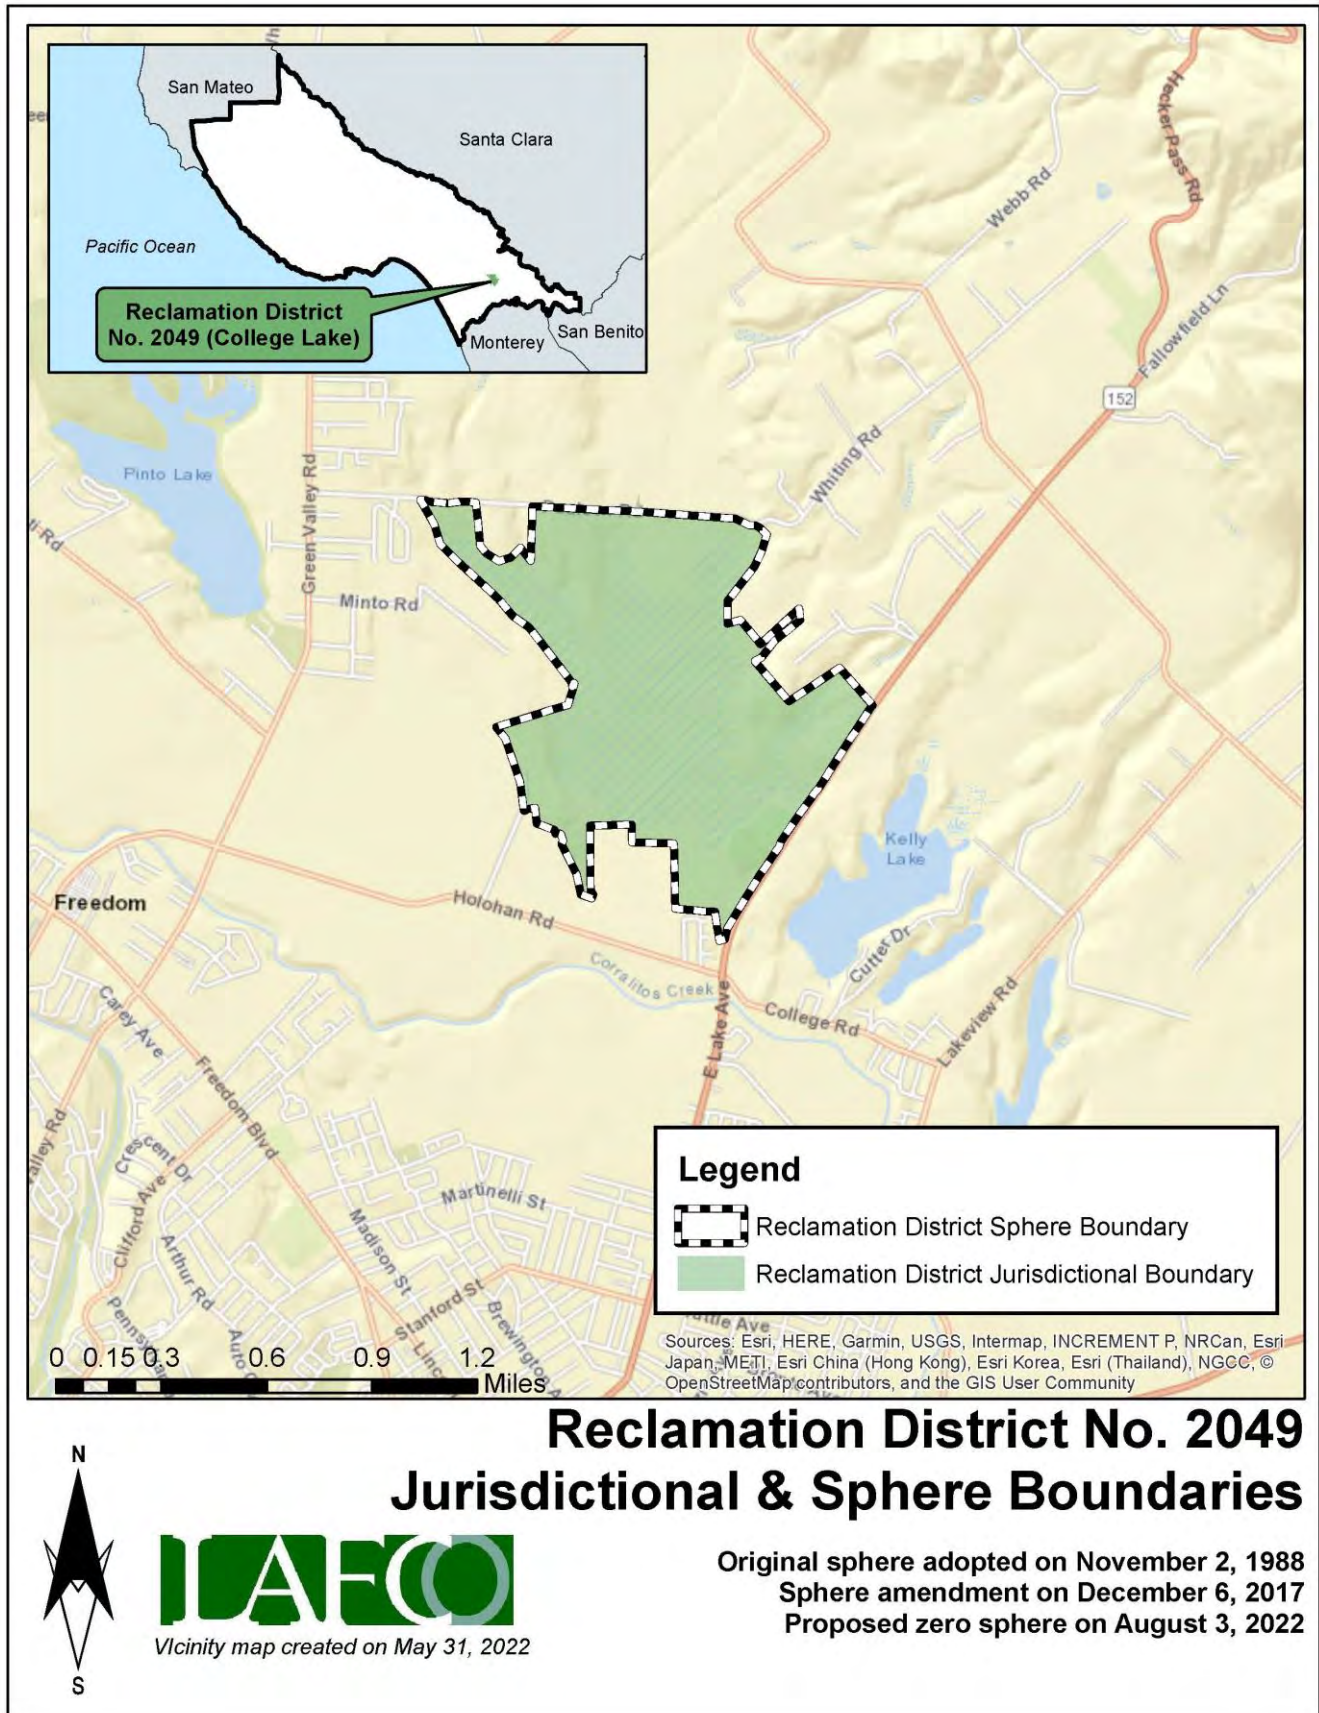 San Mateo
Santa Clara
Pacific Ocean
Reclamation District
No. 2049 (College Lake)
Monterey
San Benito
Hecker Pass Rd
Webb Rd
Fallowfield Ln
152
Whiting Rd
Pinto Lake
Green Valley Rd
Minto Rd
Kelly
Lake
Freedom
Holohan Rd
Corralitos Creek
Cutter Dr
College Rd
Lakeview Rd
E Lake Ave
Carey Ave
Freedom Blvd
Valley Rd
Crescent Dr
Clifford Ave
Arthur Rd
Martinelli St
Madison St
Stanford St
Legend
Reclamation District Sphere Boundary
Reclamation District Jurisdictional Boundary
Sources: Esri, HERE, Garmin, USGS, Intermap, INCREMENT P, NRCan, Esri
Japan, METI, Esri China (Hong Kong), Esri Korea, Esri (Thailand), NGCC, ©
OpenStreetMap contributors, and the GIS User Community
0 0.15 0.3 0.6 0.9 1.2
Miles
Reclamation District No. 2049
Jurisdictional & Sphere Boundaries
N
S
LAFCO
VIcinity map created on May 31, 2022
Original sphere adopted on November 2, 1988
Sphere amendment on December 6, 2017
Proposed zero sphere on August 3, 2022